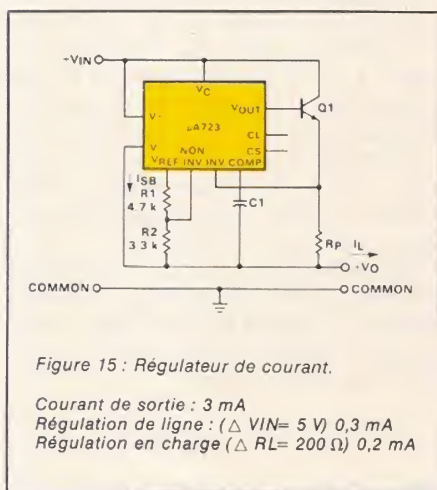 +VIN
VC
VOUT
Q1
V+
μA723
CL
V-
NON
CS
VREF INV INV COMP
ISB
R1
4.7 k
C1
R2
3.3 k
RP
IL
+VO
COMMON
COMMON
Figure 15 : Régulateur de courant.
Courant de sortie : 3 mA
Régulation de ligne : (△ VIN= 5 V) 0,3 mA
Régulation en charge (△ RL= 200 Ω) 0,2 mA